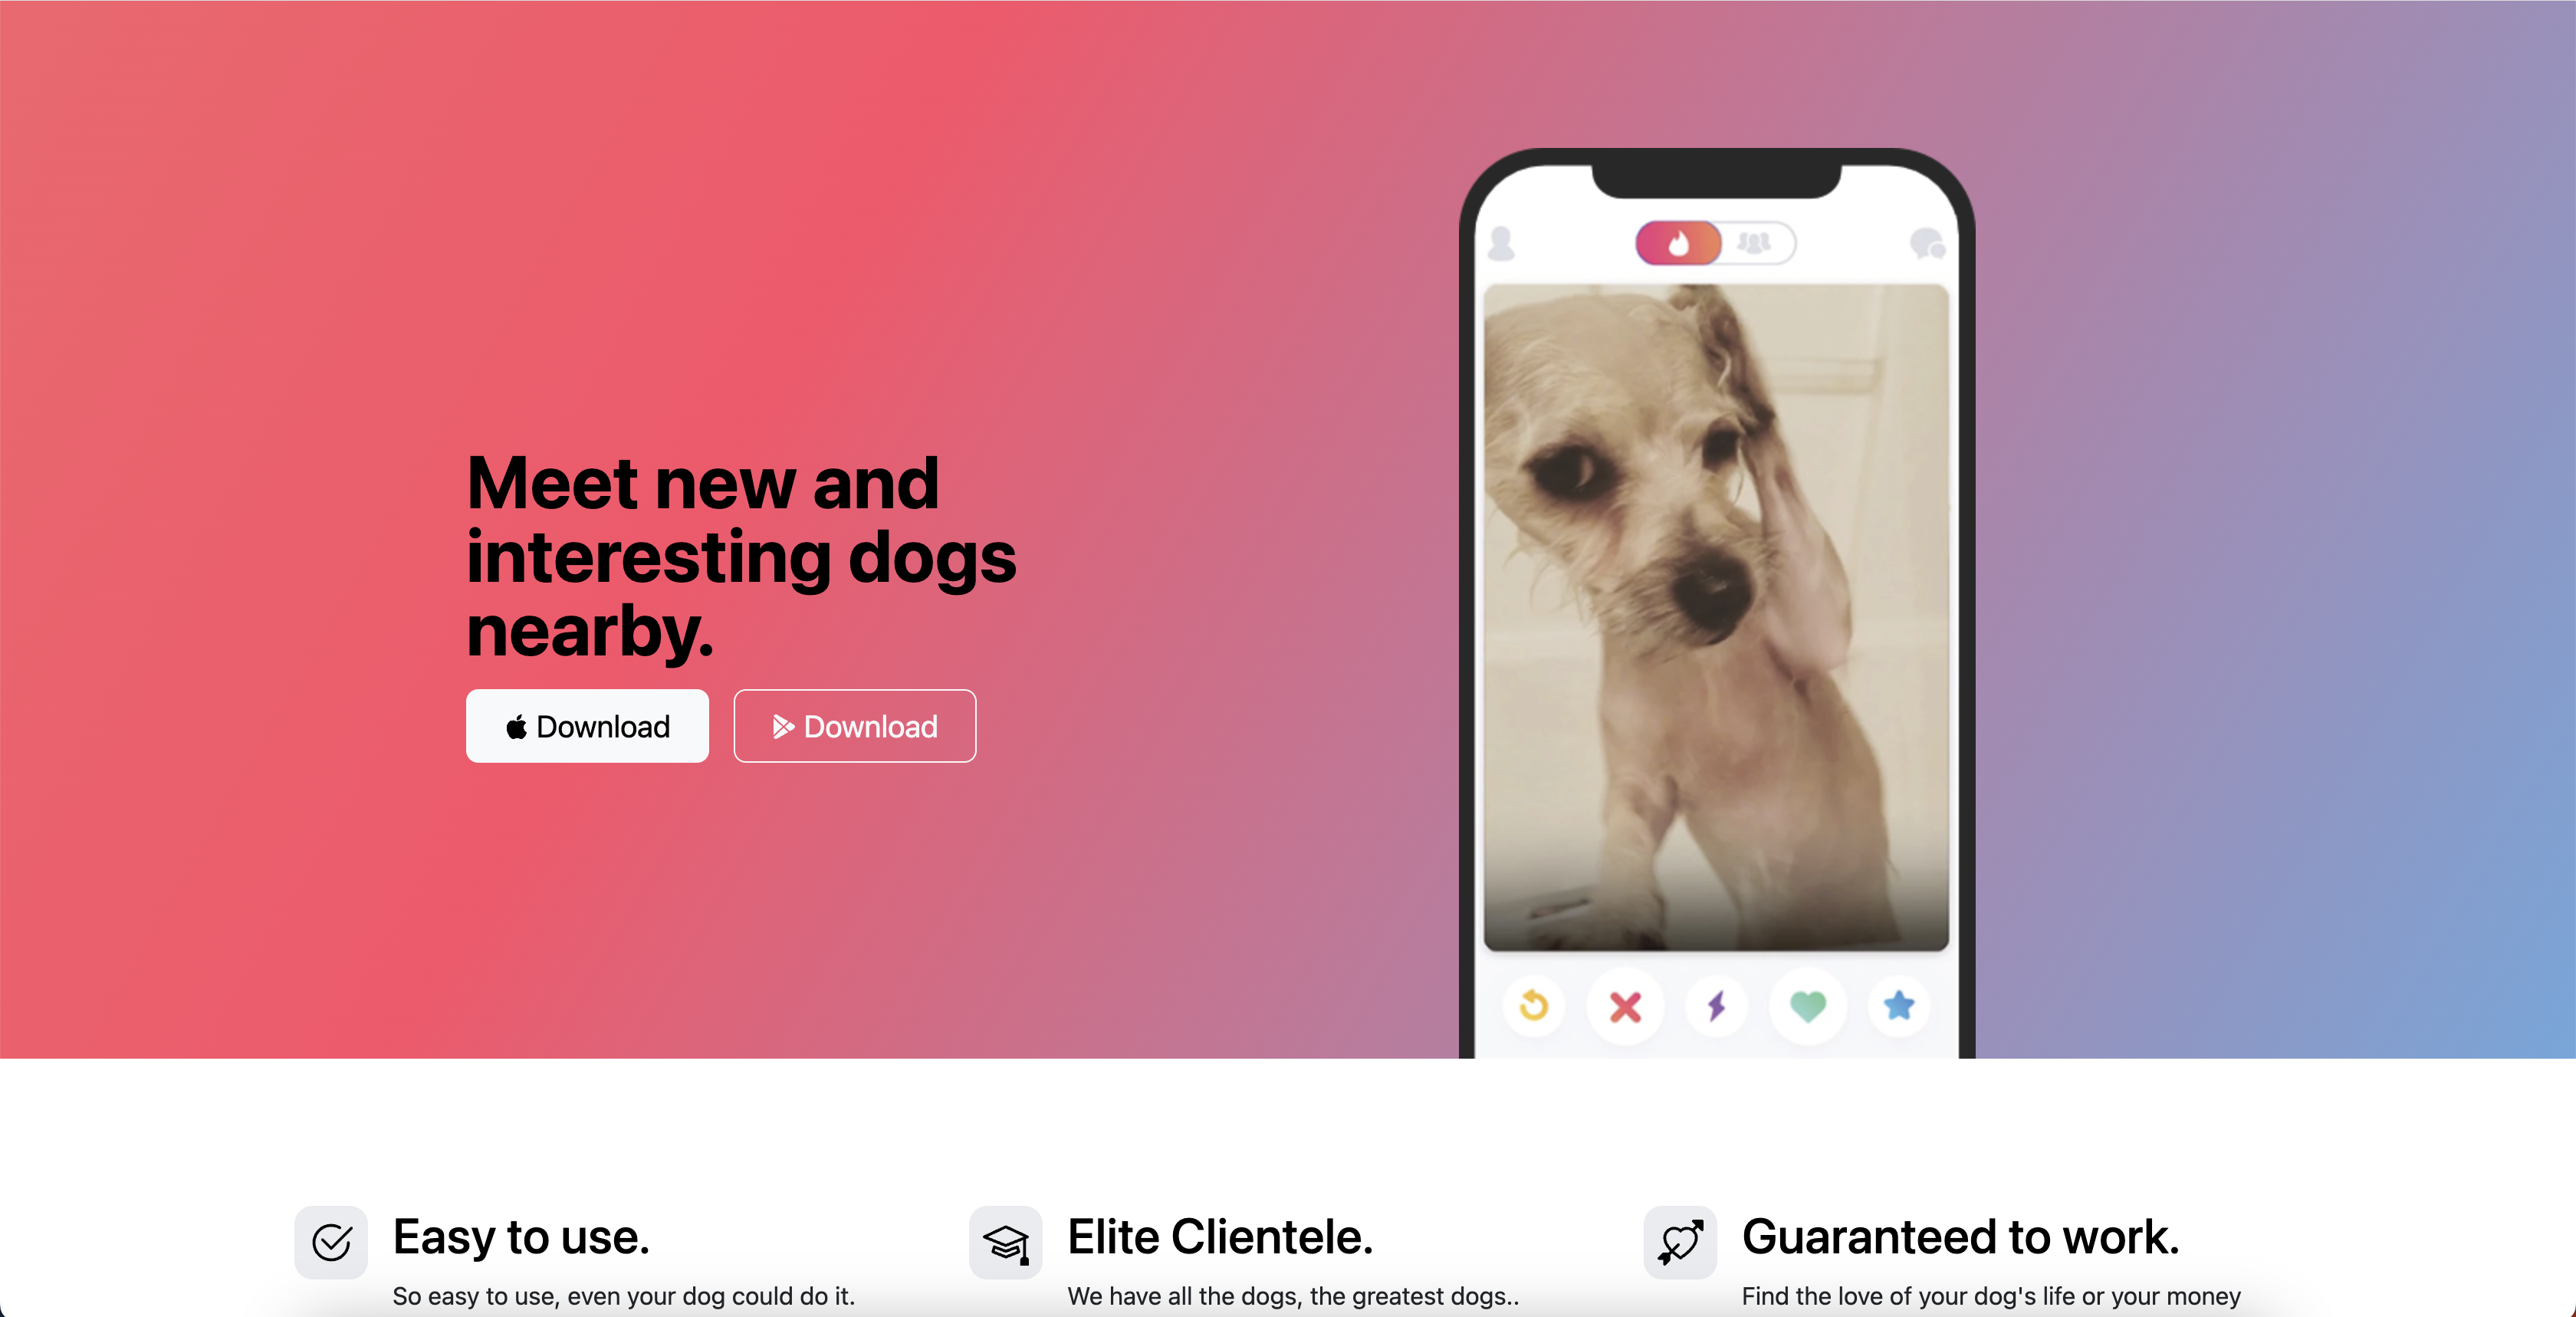 Meet new and
interesting dogs
nearby.
Download
Download
Easy to use.
So easy to use, even your dog could do it.
Elite Clientele.
We have all the dogs, the greatest dogs..
Guaranteed to work.
Find the love of your dog's life or your money